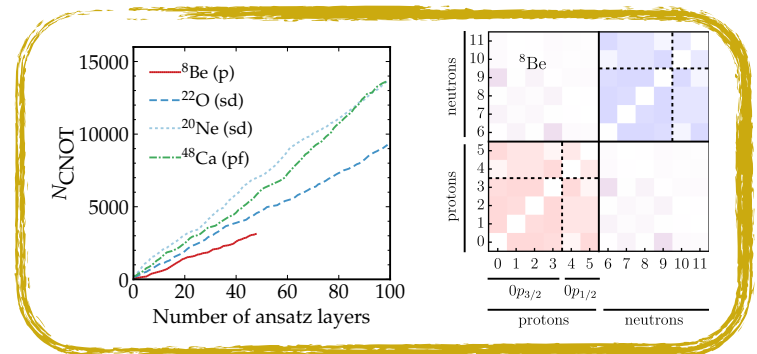 15000
10000
5000
0
N_CNOT
⁸Be (p)
²²O (sd)
²⁰Ne (sd)
⁴⁸Ca (pf)
0 20 40 60 80 100
Number of ansatz layers
neutrons
11
10
9
8
7
6
protons
5
4
3
2
1
0
⁸Be
0 1 2 3 4 5 6 7 8 9 10 11
0p₃/₂ 0p₁/₂
protons neutrons